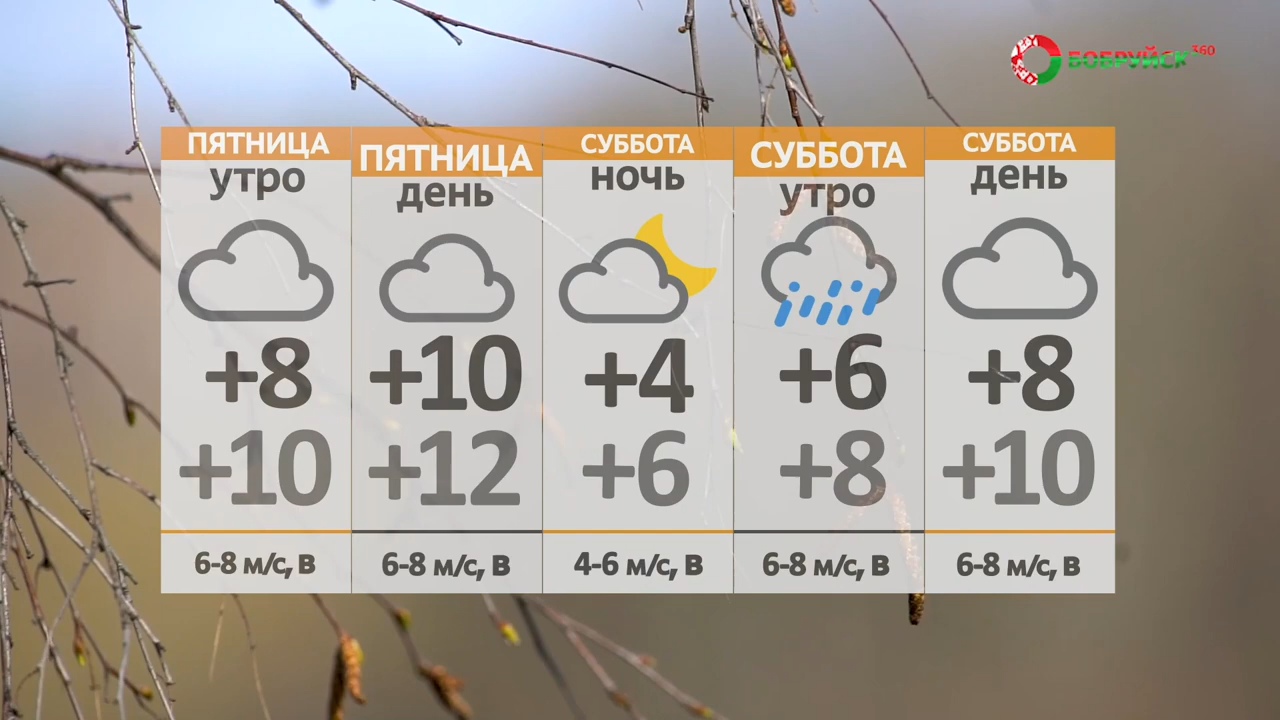 БОБРУЙСК 360
ПЯТНИЦА
утро
+8
+10
6-8 м/с, В
ПЯТНИЦА
день
+10
+12
6-8 м/с, В
СУББОТА
ночь
+4
+6
4-6 м/с, В
СУББОТА
утро
+6
+8
6-8 м/с, В
СУББОТА
день
+8
+10
6-8 м/с, В